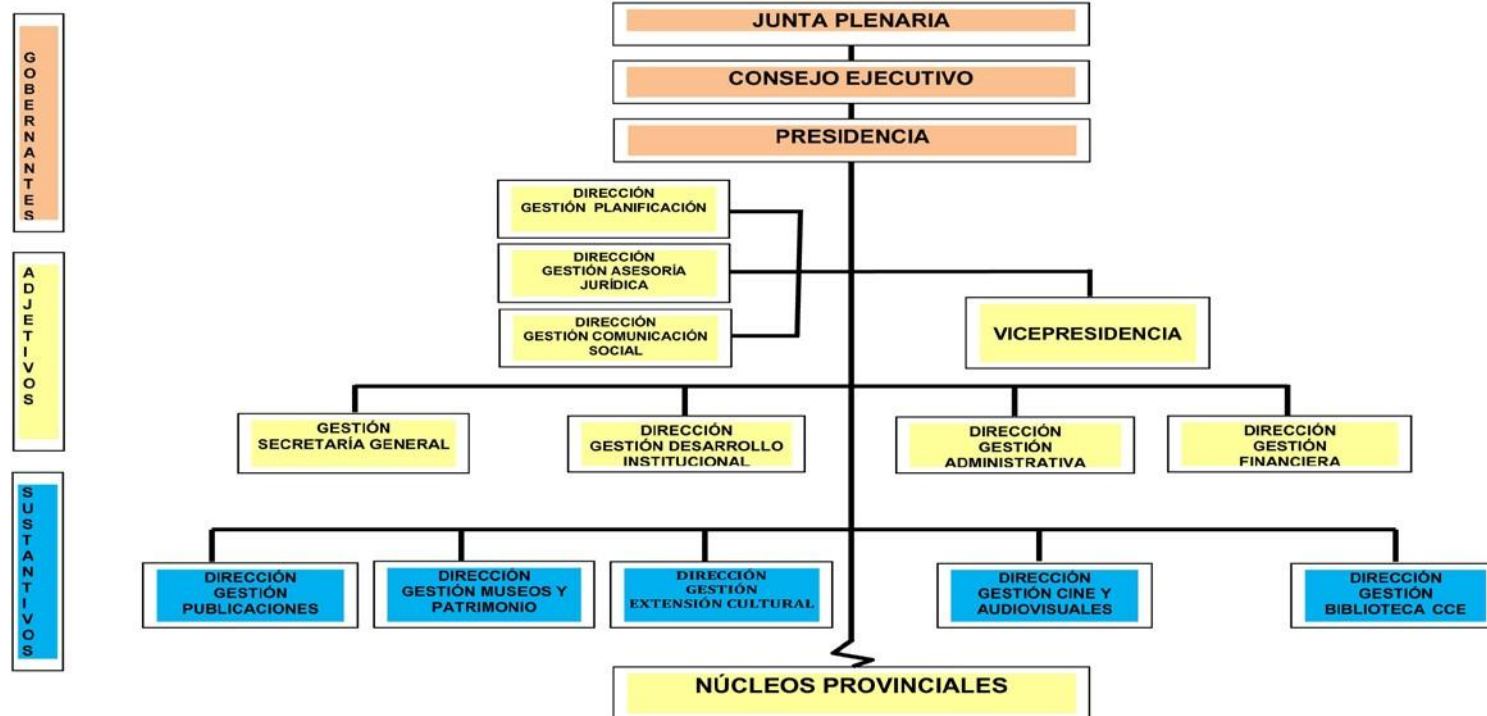 GOBERNANTES
JUNTA PLENARIA
CONSEJO EJECUTIVO
PRESIDENCIA
ADJETIVOS
DIRECCIÓN
GESTIÓN PLANIFICACIÓN
DIRECCIÓN
GESTIÓN ASESORÍA
JURÍDICA
DIRECCIÓN
GESTIÓN COMUNICACIÓN
SOCIAL
VICEPRESIDENCIA
GESTIÓN
SECRETARÍA GENERAL
DIRECCIÓN
GESTIÓN DESARROLLO
INSTITUCIONAL
DIRECCIÓN
GESTIÓN
ADMINISTRATIVA
DIRECCIÓN
GESTIÓN
FINANCIERA
SUSTANTIVOS
DIRECCIÓN
GESTIÓN
PUBLICACIONES
DIRECCIÓN
GESTIÓN MUSEOS Y
PATRIMONIO
DIRECCIÓN
GESTIÓN
EXTENSIÓN CULTURAL
DIRECCIÓN
GESTIÓN CINE Y
AUDIOVISUALES
DIRECCIÓN
GESTIÓN
BIBLIOTECA CCE
NÚCLEOS PROVINCIALES